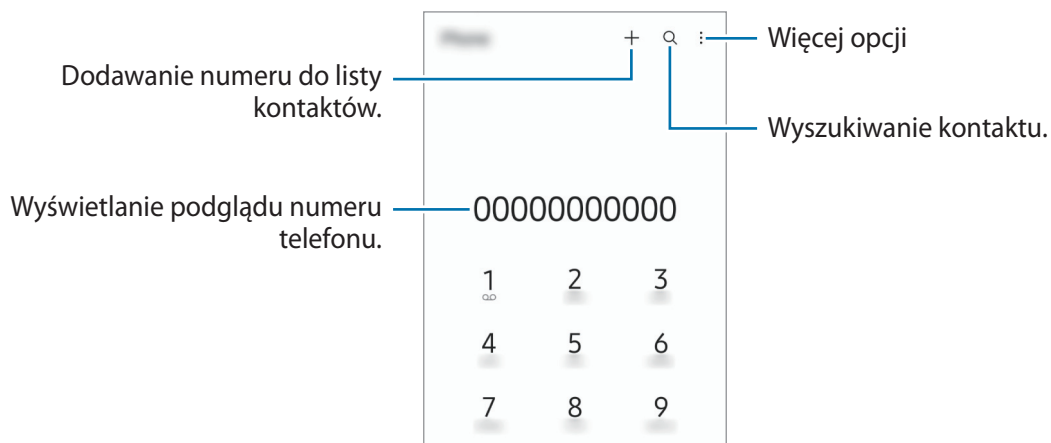 Więcej opcji
Dodawanie numeru do listy
kontaktów.
Wyszukiwanie kontaktu.
Wyświetlanie podglądu numeru
telefonu.
00000000000
1 2 3
4 5 6
7 8 9